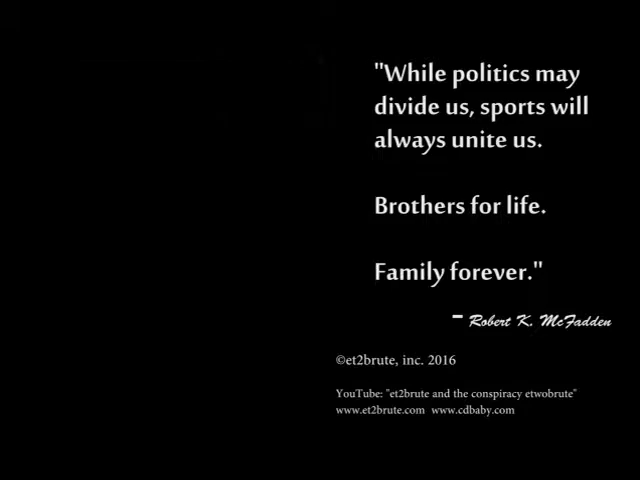 "While politics may
divide us, sports will
always unite us.
Brothers for life.
Family forever."
- Robert K. McFadden
©et2brute, inc. 2016
YouTube: "et2brute and the conspiracy etwobrute"
www.et2brute.com www.cdbaby.com